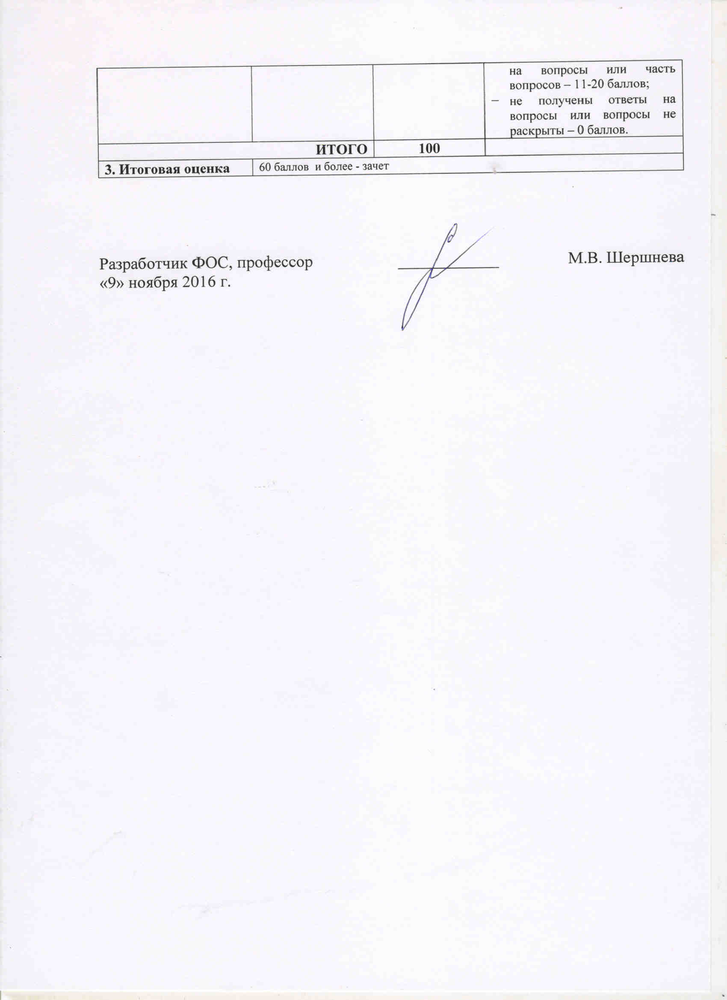 на вопросы или часть
вопросов – 11-20 баллов;
– не получены ответы на
вопросы или вопросы не
раскрыты – 0 баллов.
ИТОГО 100
3. Итоговая оценка 60 баллов и более - зачет
Разработчик ФОС, профессор М.В. Шершнева
«9» ноября 2016 г.